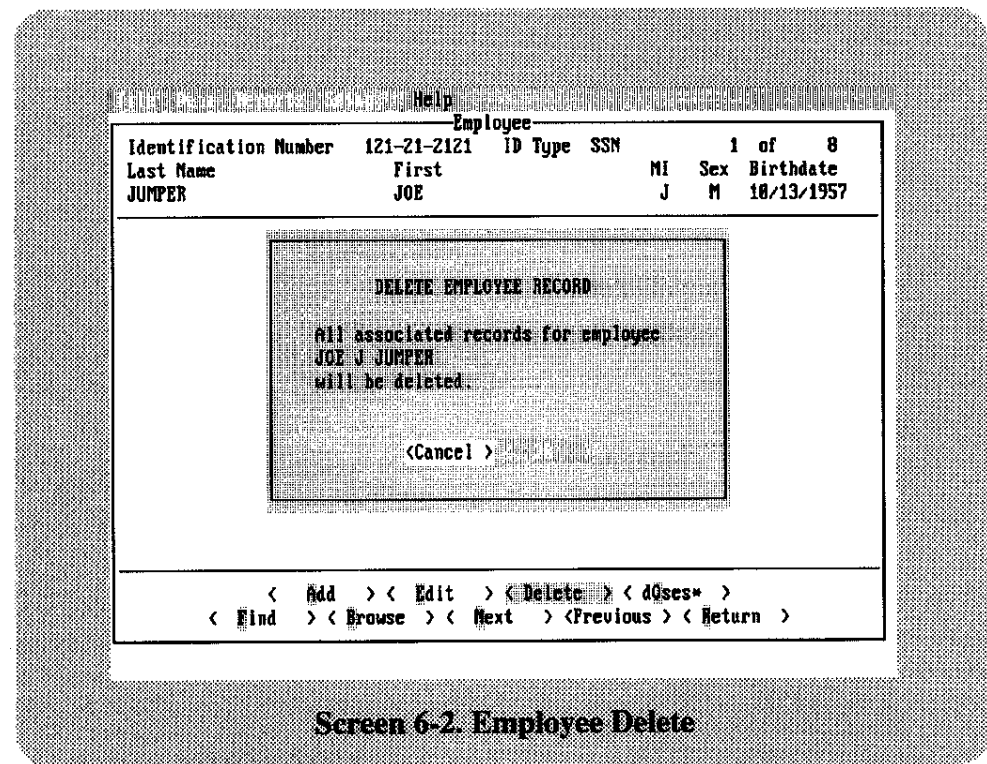 Help
Employee
Identification Number 121-21-2121 ID Type SSN 1 of 8
Last Name First MI Sex Birthdate
JUMPER JOE J M 10/13/1957
DELETE EMPLOYEE RECORD
All associated records for employee
JOE J JUMPER
will be deleted.
<Cancel >
< Add > < Edit > < Delete > < dOses* >
< Find > < Browse > < Next > <Previous > < Return >
Screen 6-2. Employee Delete